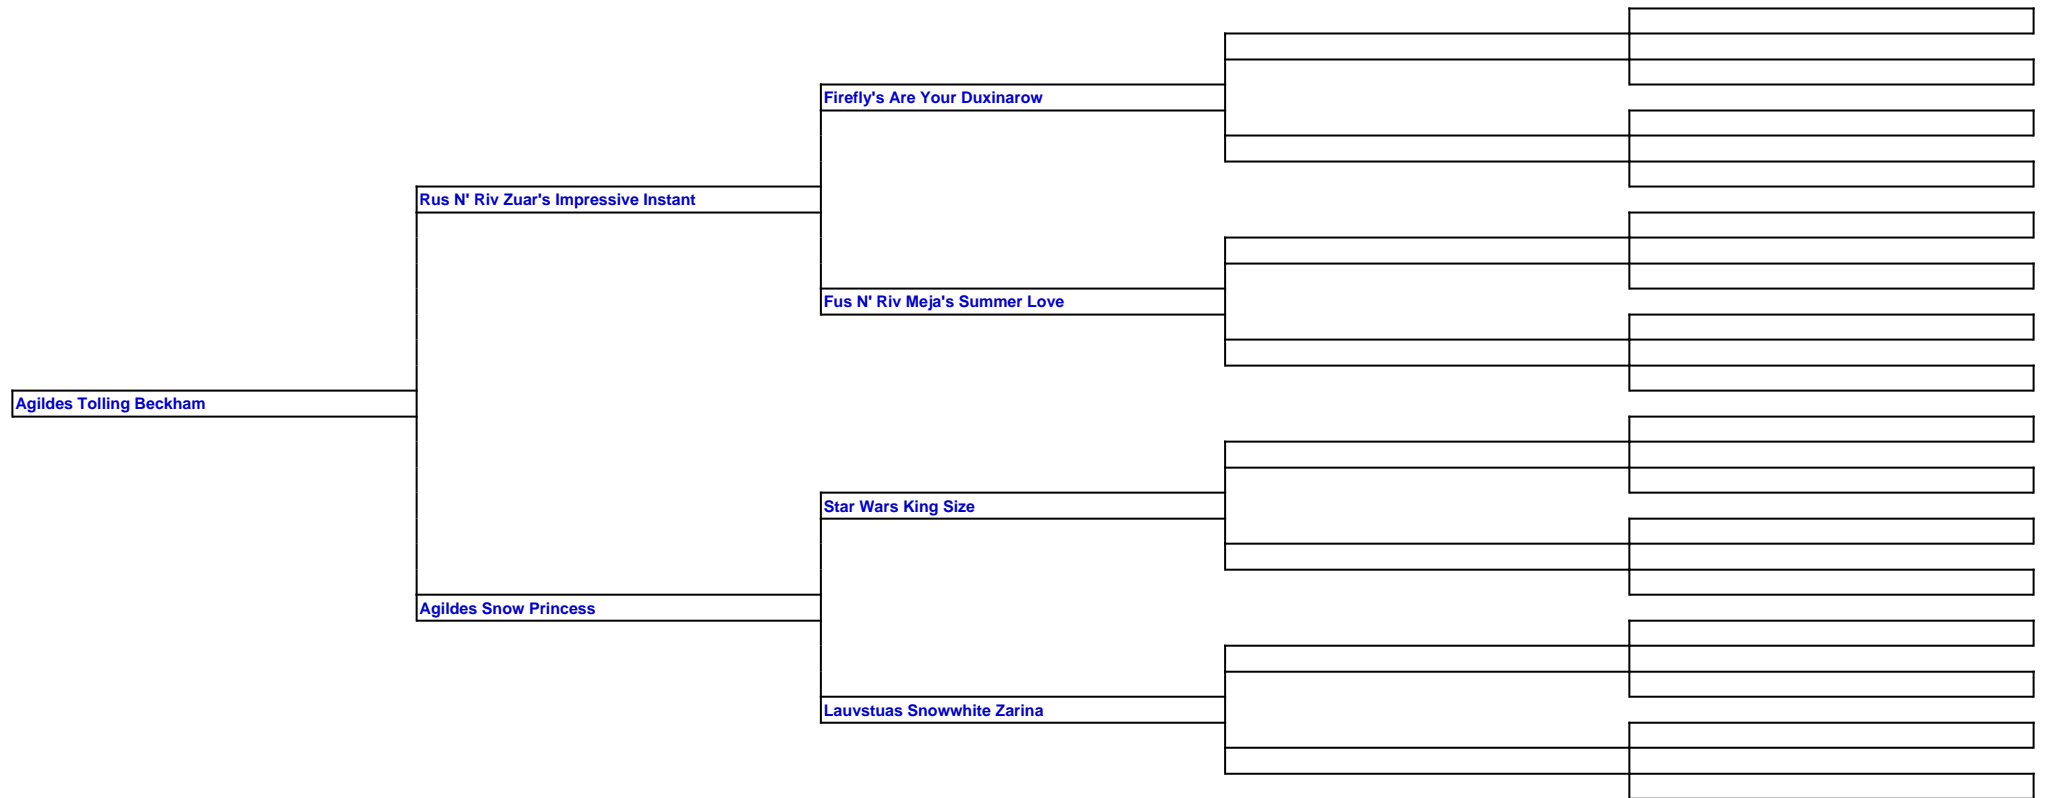 Firefly's Are Your Duxinarow
Rus N' Riv Zuar's Impressive Instant
Fus N' Riv Meja's Summer Love
Agildes Tolling Beckham
Star Wars King Size
Agildes Snow Princess
Lauvstuas Snowwhite Zarina